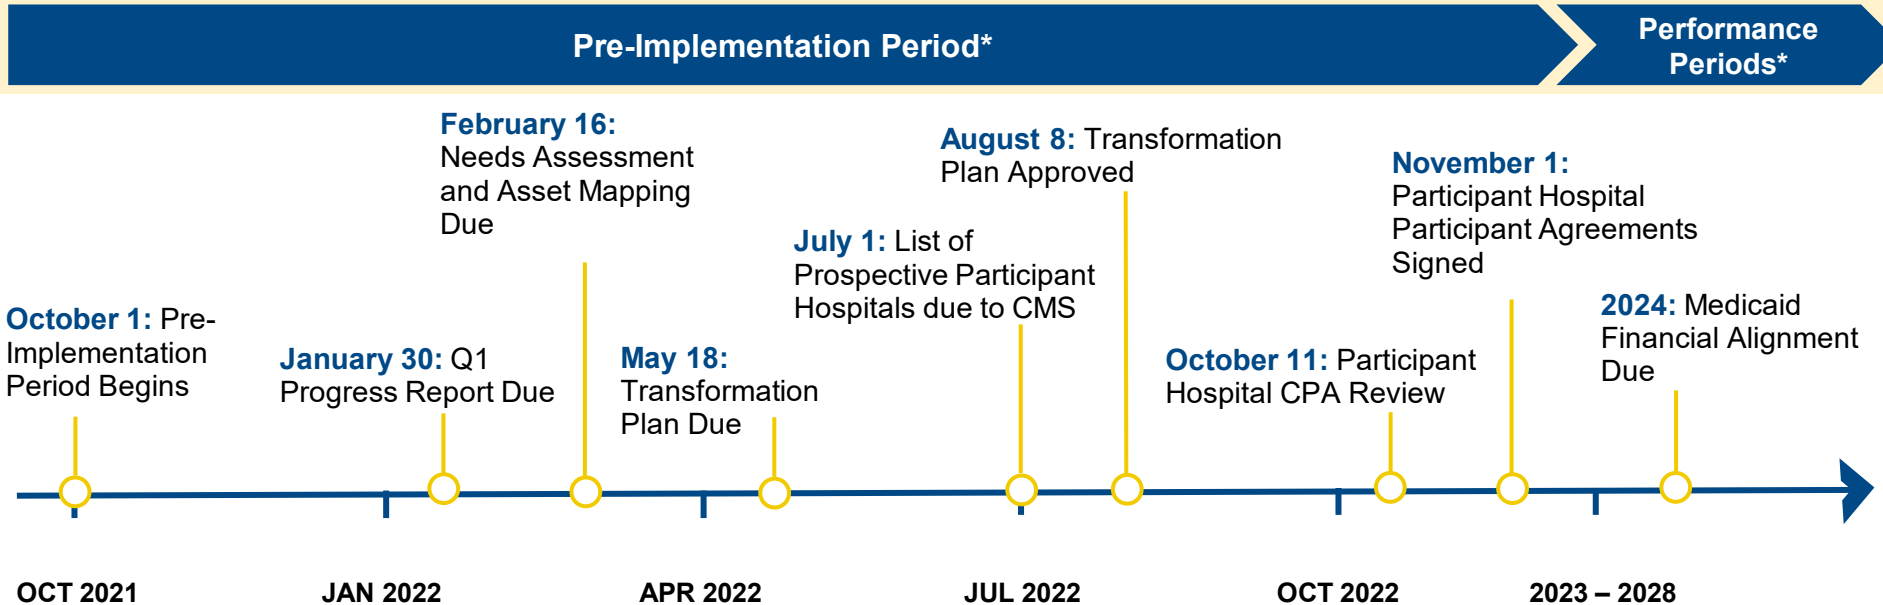 Pre-Implementation Period*
Performance
Periods*
October 1: Pre-
Implementation
Period Begins
January 30: Q1
Progress Report Due
February 16:
Needs Assessment
and Asset Mapping
Due
May 18:
Transformation
Plan Due
July 1: List of
Prospective Participant
Hospitals due to CMS
August 8: Transformation
Plan Approved
October 11: Participant
Hospital CPA Review
November 1:
Participant Hospital
Participant Agreements
Signed
2024: Medicaid
Financial Alignment
Due
OCT 2021
JAN 2022
APR 2022
JUL 2022
OCT 2022
2023 – 2028